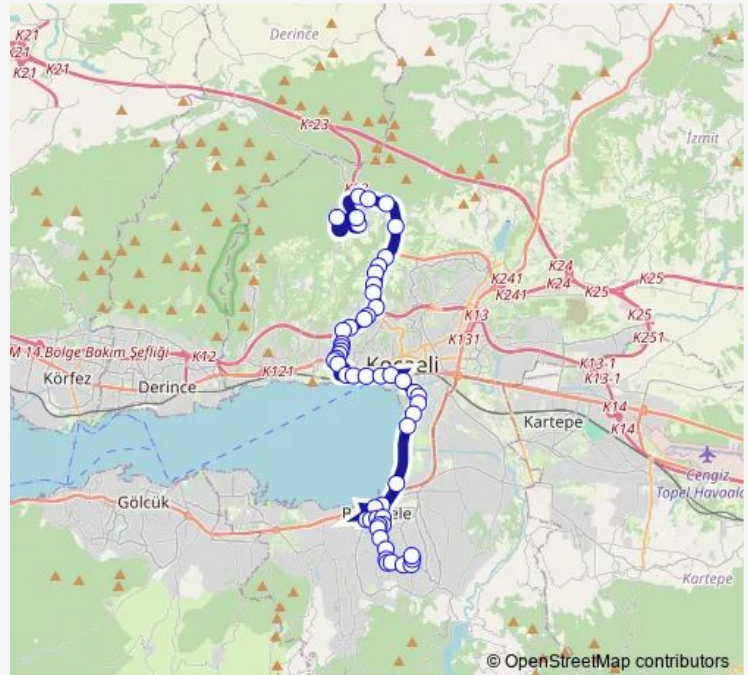 K21
K21
K21
K21
Derince
K-23
İzmit
K241
K241
K24
K24
K25
K25
K25
K251
K13
K131
K13-1
K13-1
M 14.Bölge Bakım Şefliği
K12
K121
Kocaeli
Körfez
Derince
Kartepe
K14
K14
Cengiz
Topel Havaala
Gölcük
Kartepe
© OpenStreetMap contributors